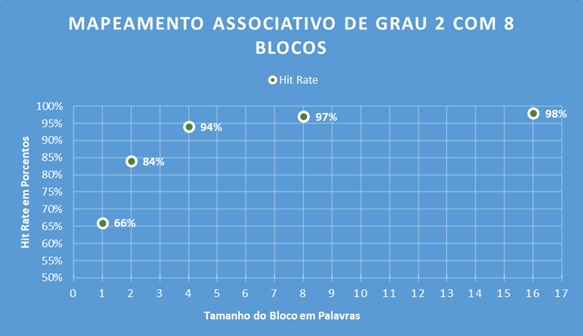 MAPEAMENTO ASSOCIATIVO DE GRAU 2 COM 8
BLOCOS
Hit Rate
Hit Rate em Porcentos
100%
95%
90%
85%
80%
75%
70%
65%
60%
55%
50%
66%
84%
94%
97%
98%
0 1 2 3 4 5 6 7 8 9 10 11 12 13 14 15 16 17
Tamanho do Bloco em Palavras